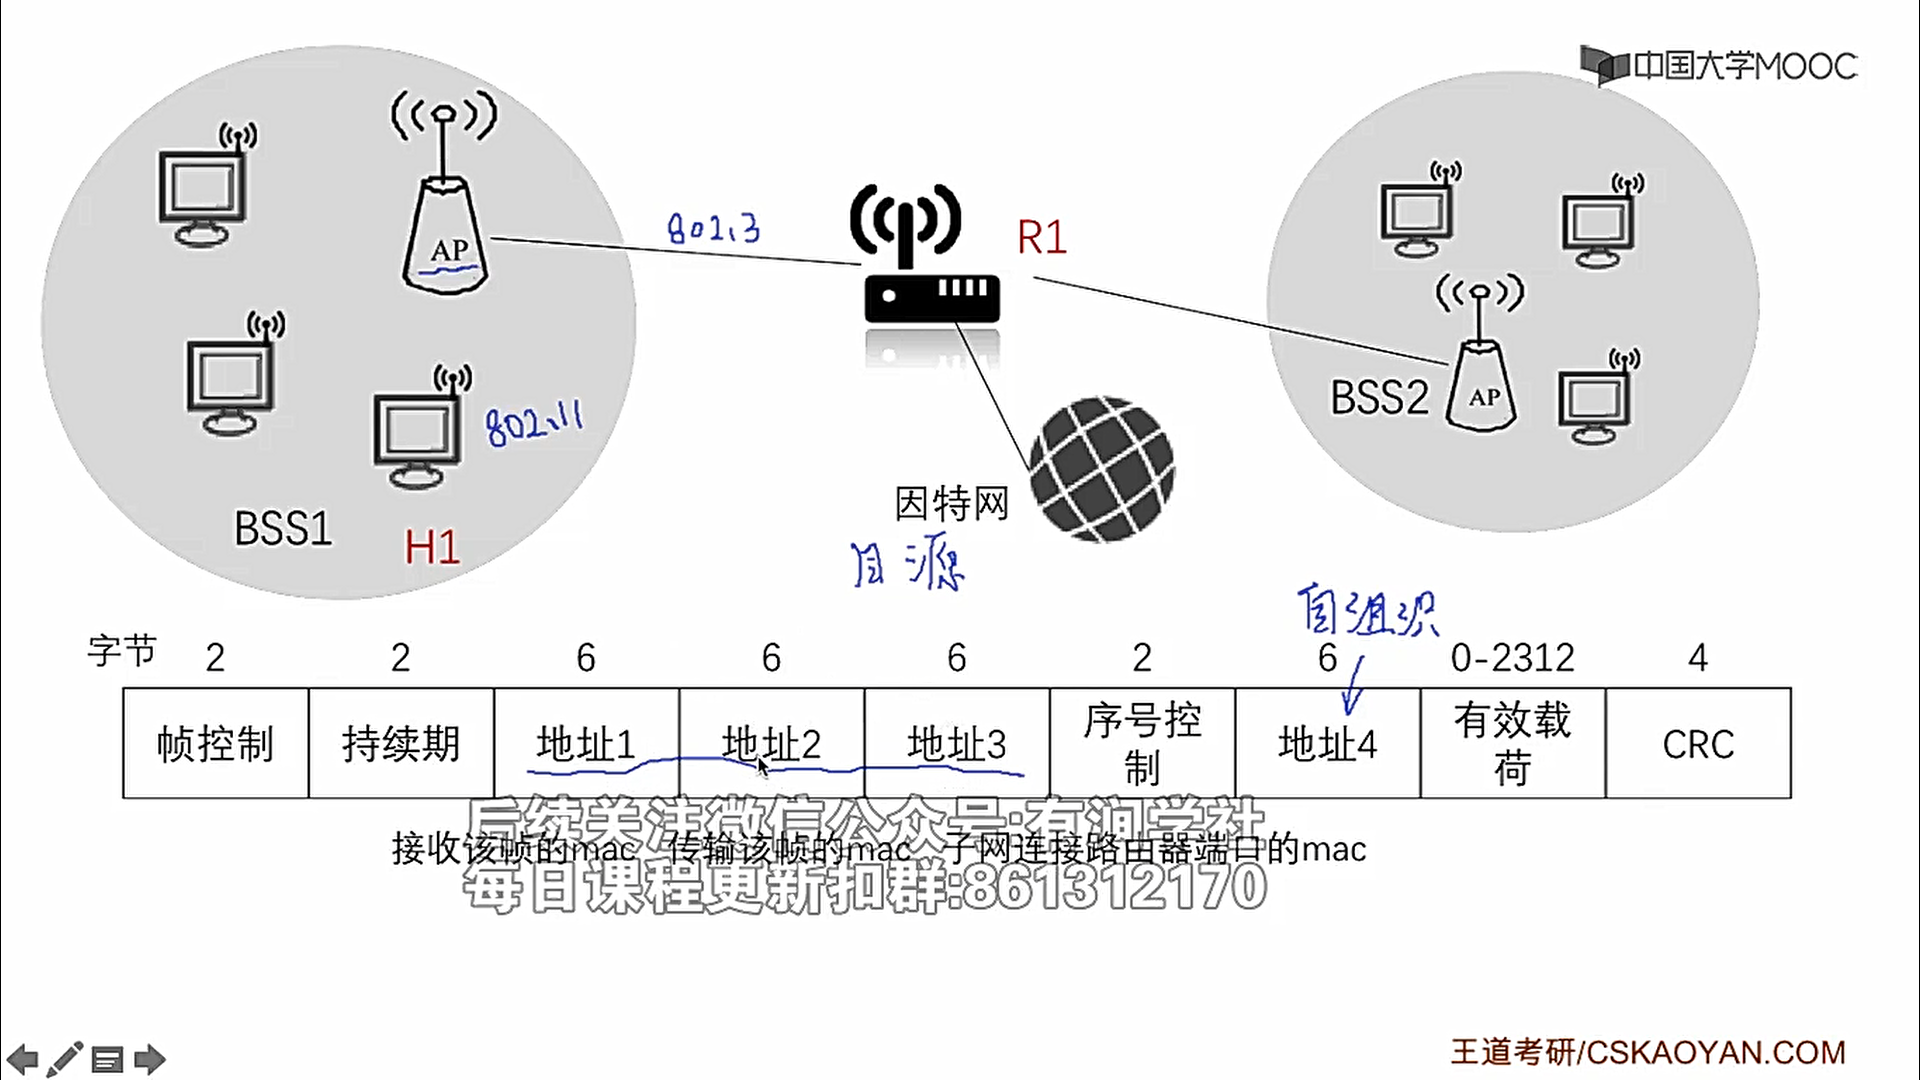 中国大学MOOC
802.3
R1
AP
802.11
BSS2
AP
BSS1
H1
因特网
目 源
自组织
字节 2 2 6 6 6 2 6 0-2312 4
帧控制 持续期 地址1 地址2 地址3 序号控制 地址4 有效载荷 CRC
后续关注微信公众号:有润学社
接收该帧的mac 传输该帧的mac 子网连接路由器端口的mac
每日课程更新扣群:861312170
王道考研/CSKAOYAN.COM